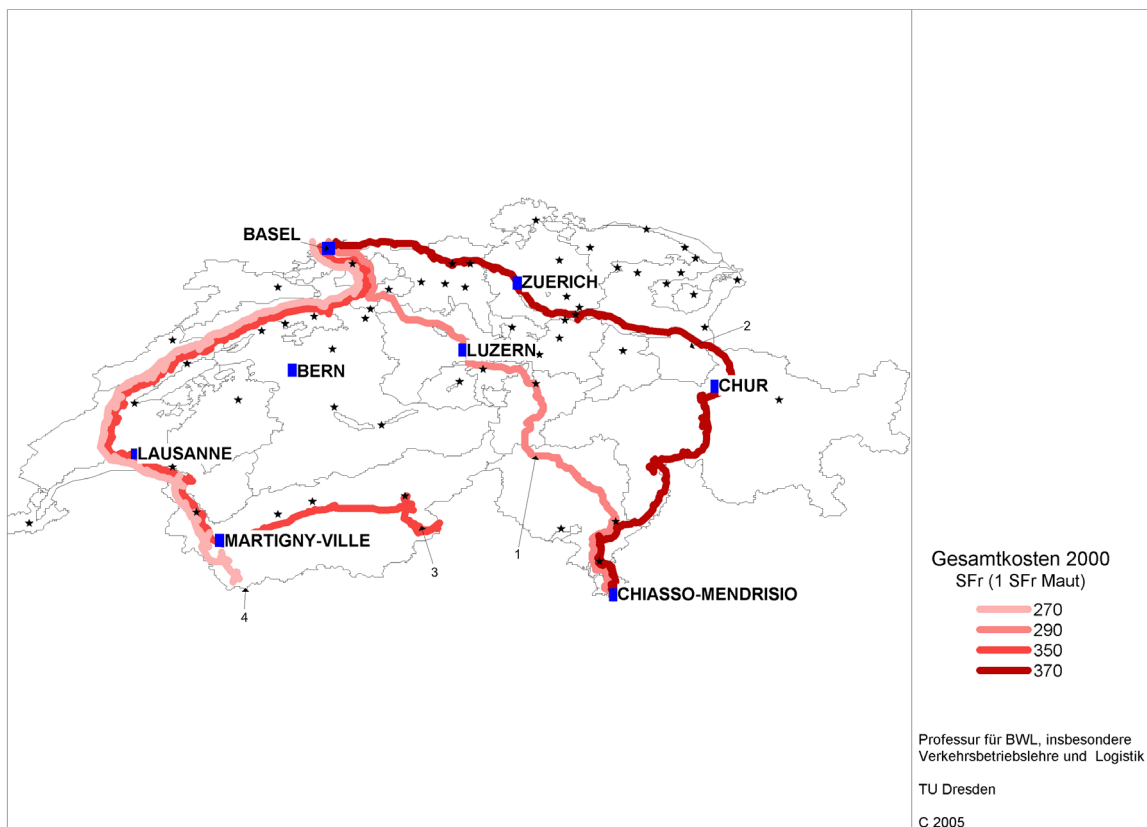 BASEL
ZUERICH
2
LUZERN
BERN
CHUR
LAUSANNE
MARTIGNY-VILLE
1
3
CHIASSO-MENDRISIO
4
Gesamtkosten 2000
SFr (1 SFr Maut)
270
290
350
370
Professur für BWL, insbesondere
Verkehrsbetriebslehre und Logistik
TU Dresden
C 2005